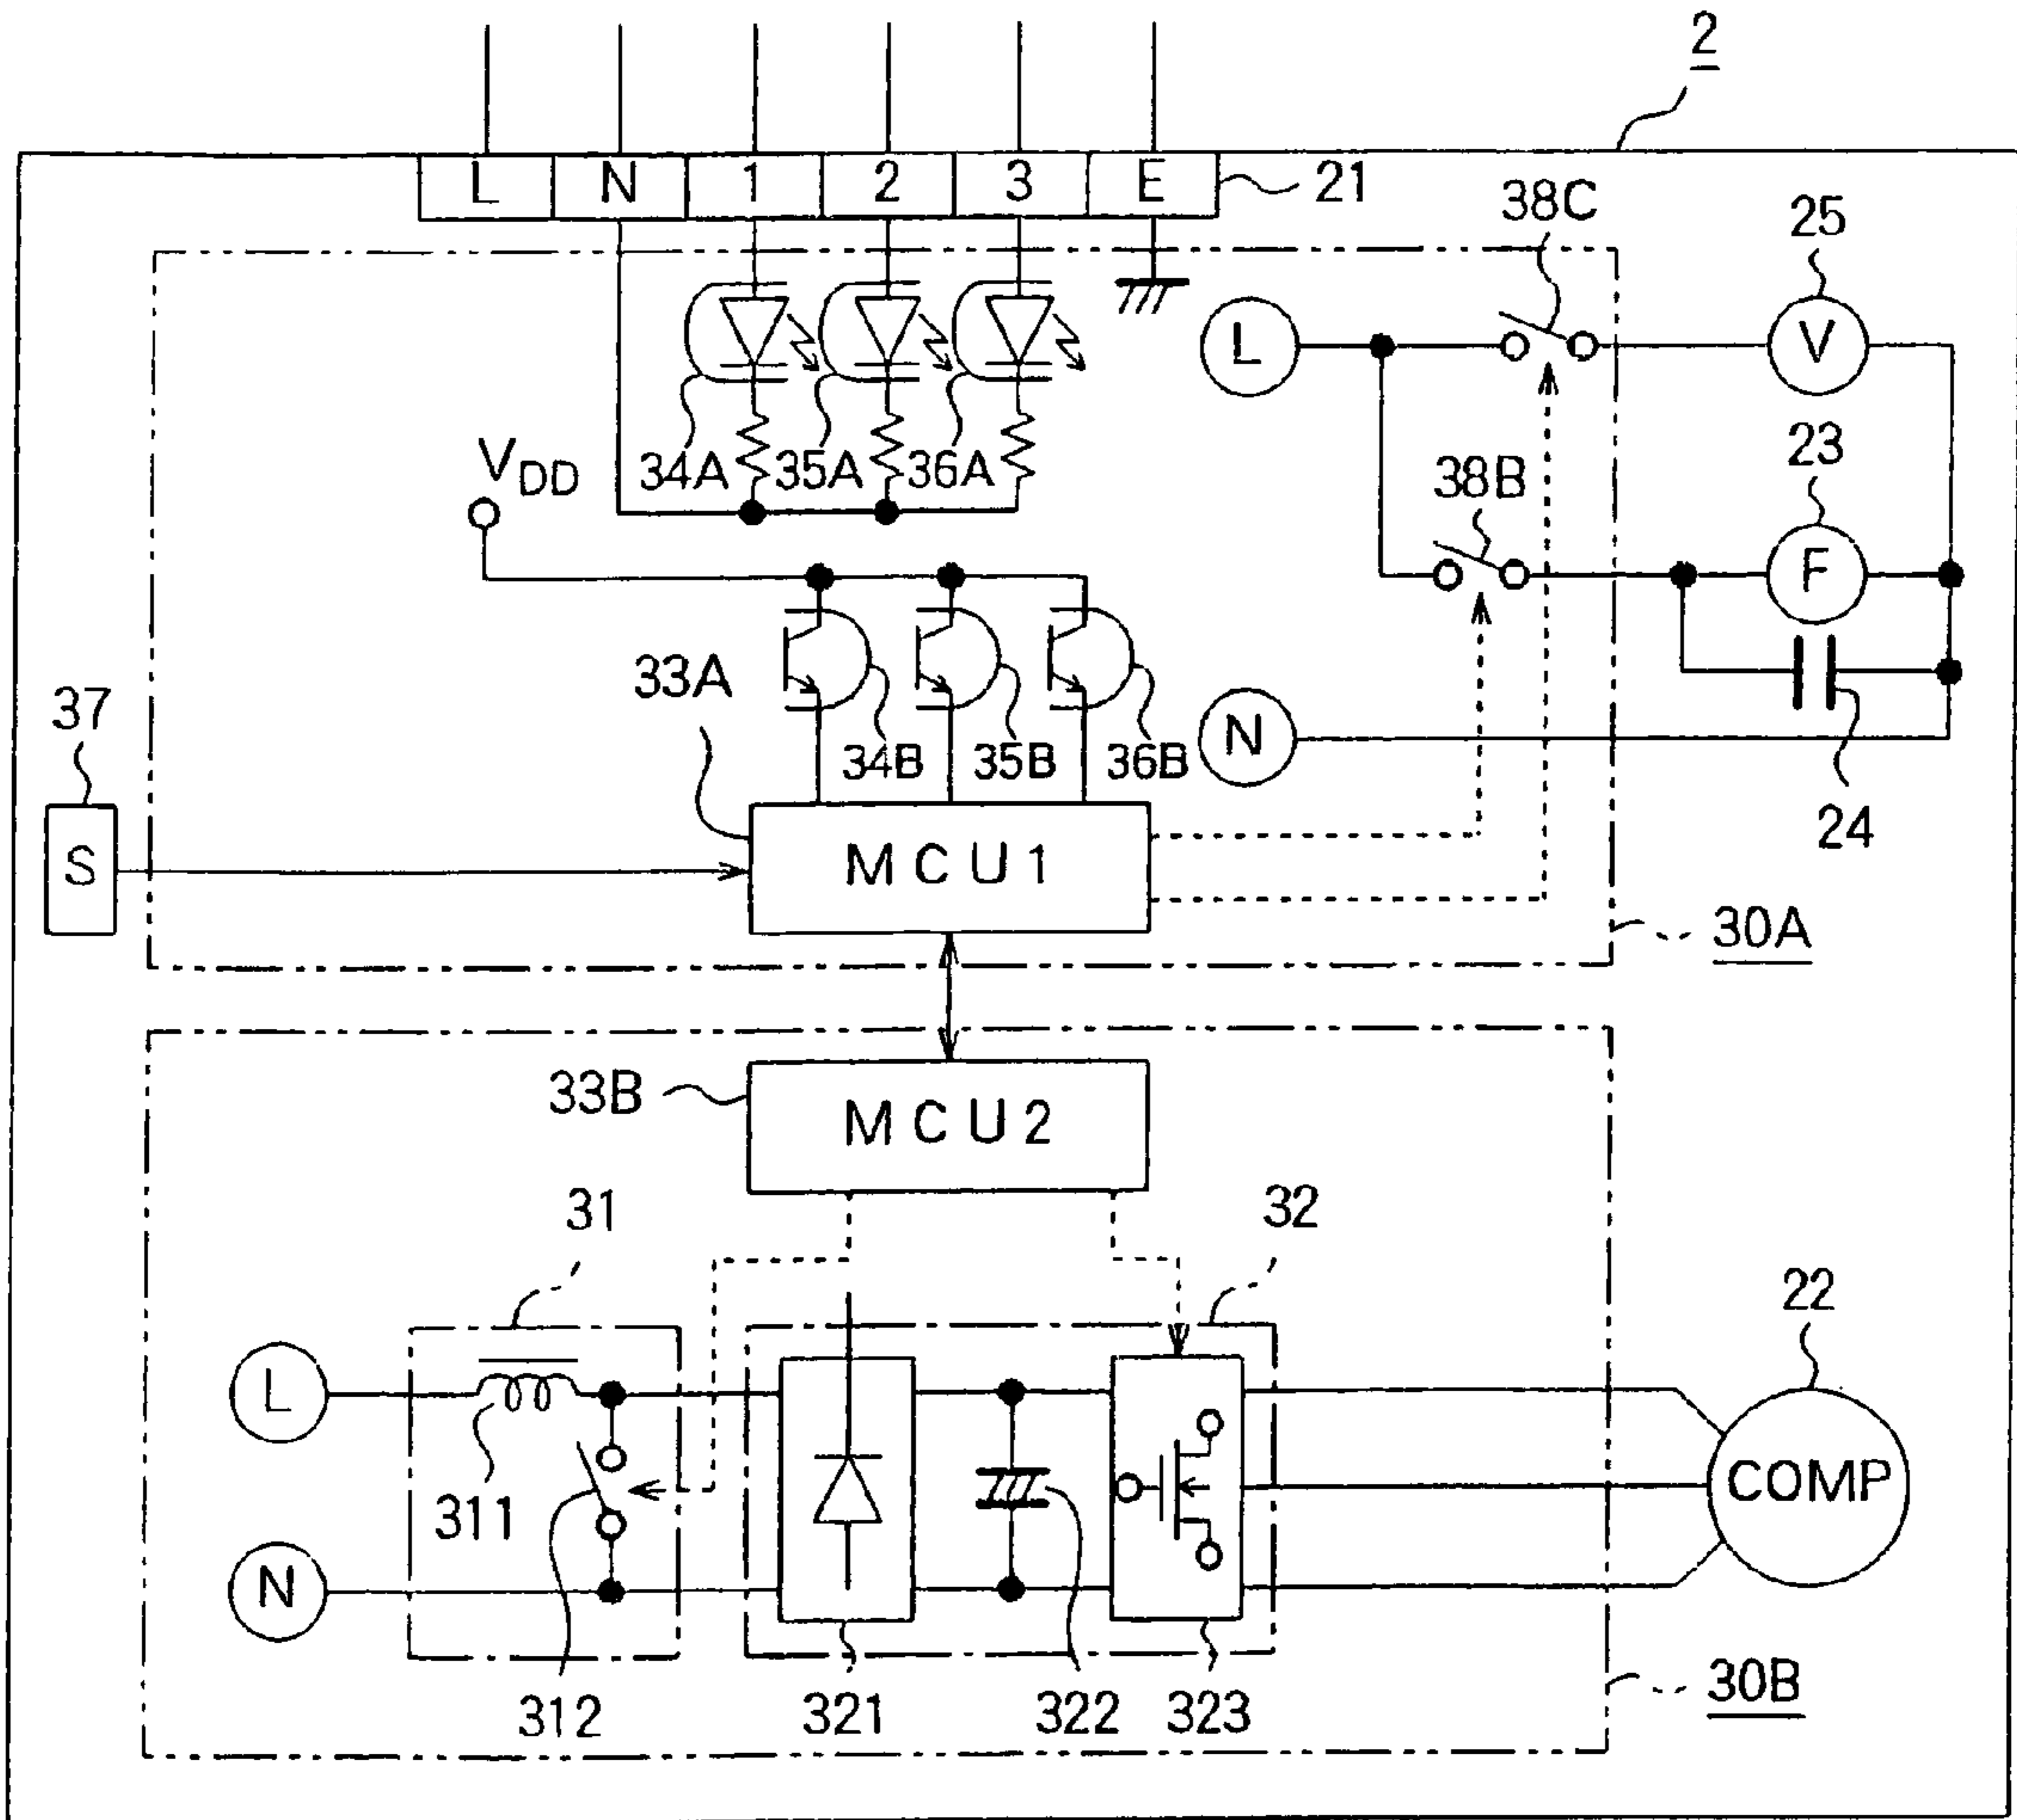 2
L N 1 2 3 E 21
38C 25
L V
34A 35A 36A
VDD
38B 23
F
33A
34B 35B 36B
N
37
24
S
MCU1
30A
33B
MCU2
31 32
22
L
COMP
311
N
312 321 322 323
30B